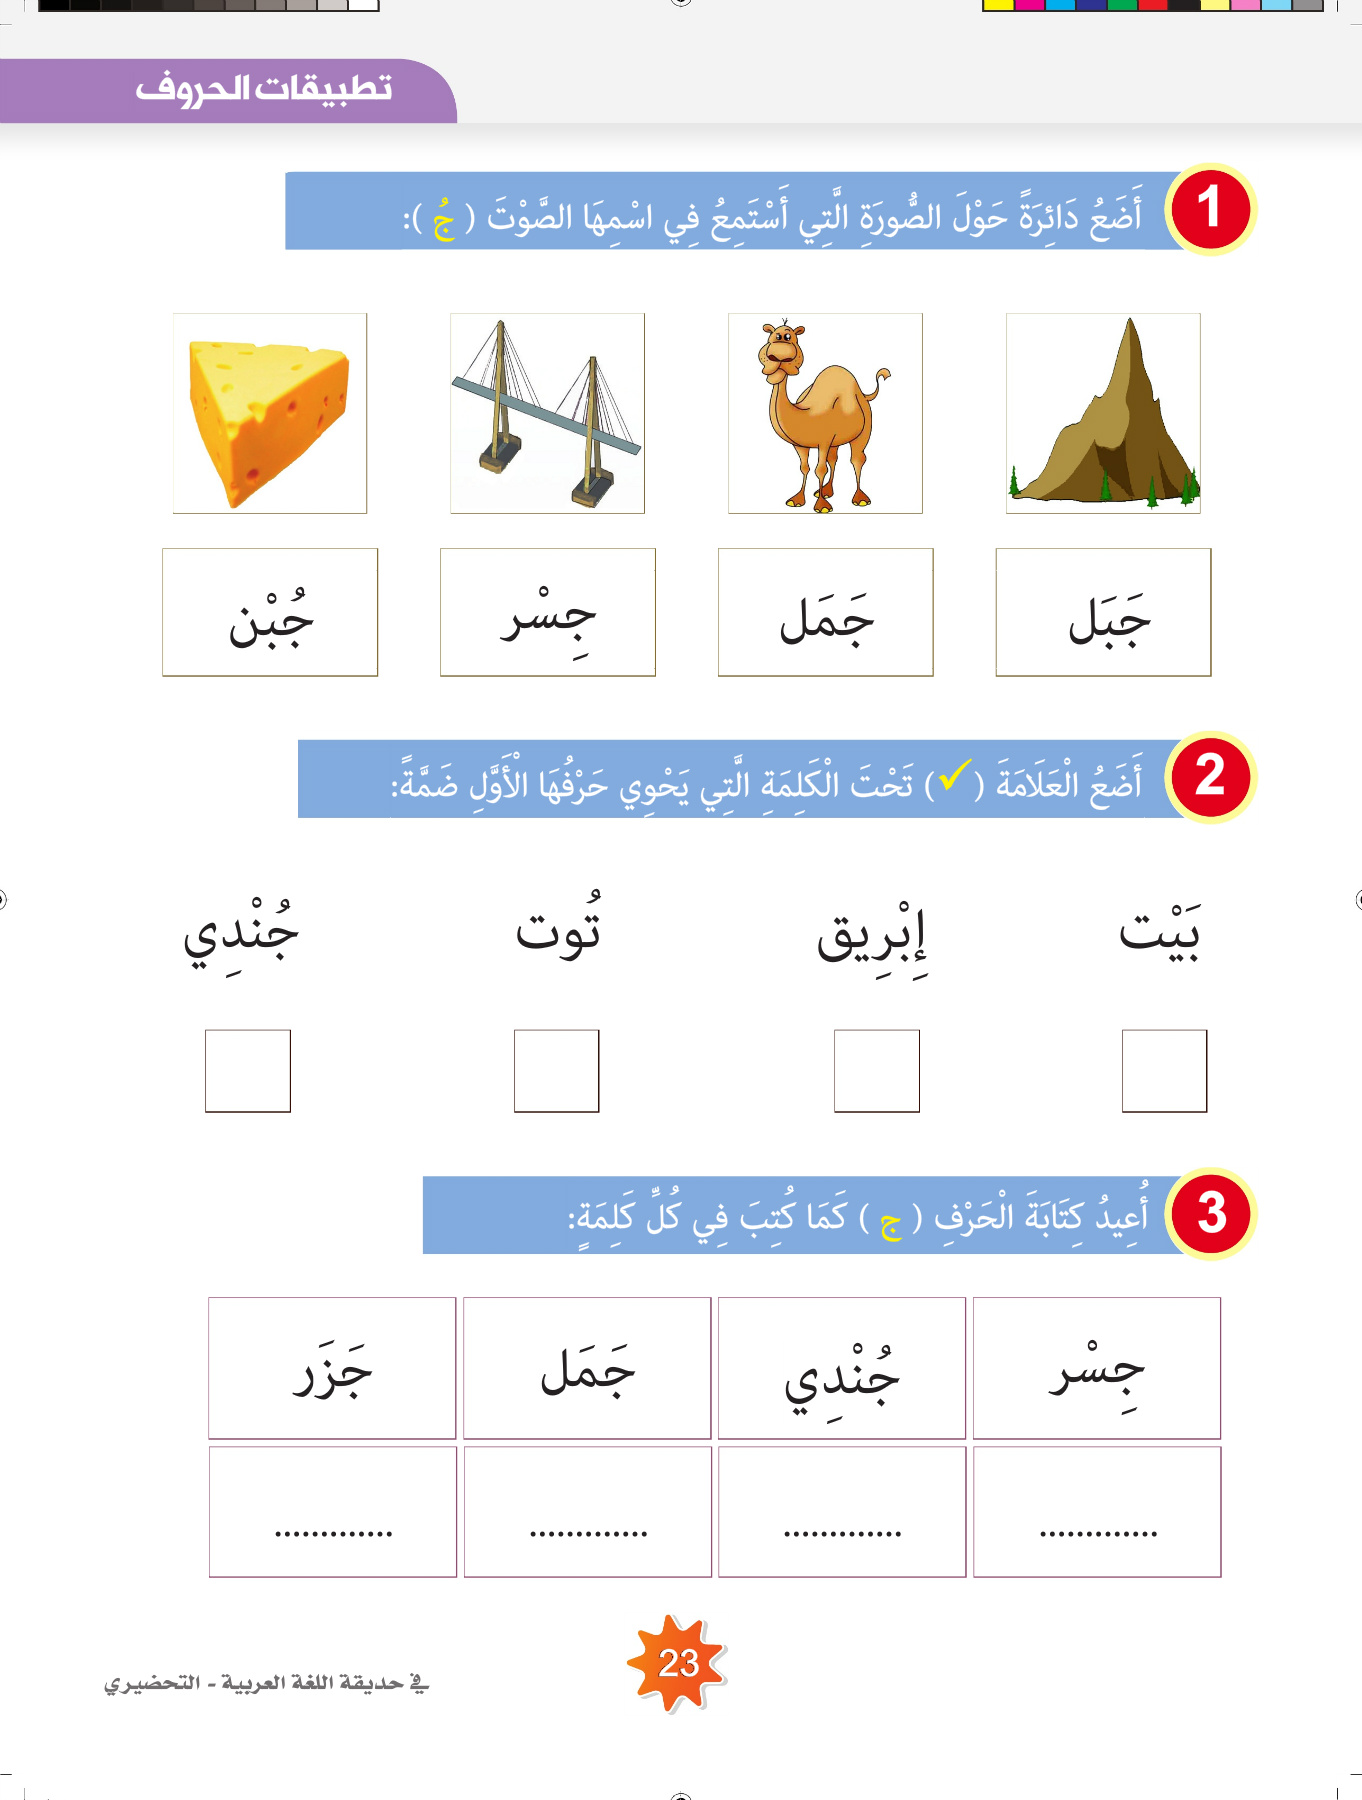 تطبيقات الحروف
1 أَضَعُ دَائِرَةً حَوْلَ الصُّورَةِ الَّتِي أَسْتَمِعُ فِي اسْمِهَا الصَّوْتَ ( جُ ):
جَبَل جَمَل جِسْر جُبْن
2 أَضَعُ الْعَلَامَةَ (✓) تَحْتَ الْكَلِمَةِ الَّتِي يَحْوِي حَرْفُهَا الْأَوَّلِ ضَمَّةً:
بَيْت إِبْرِيق تُوت جُنْدِي
3 أُعِيدُ كِتَابَةَ الْحَرْفِ ( ج ) كَمَا كُتِبَ فِي كُلِّ كَلِمَةٍ:
جِسْر جُنْدِي جَمَل جَزَر
............. ............. ............. .............
23
في حديقة اللغة العربية - التحضيري